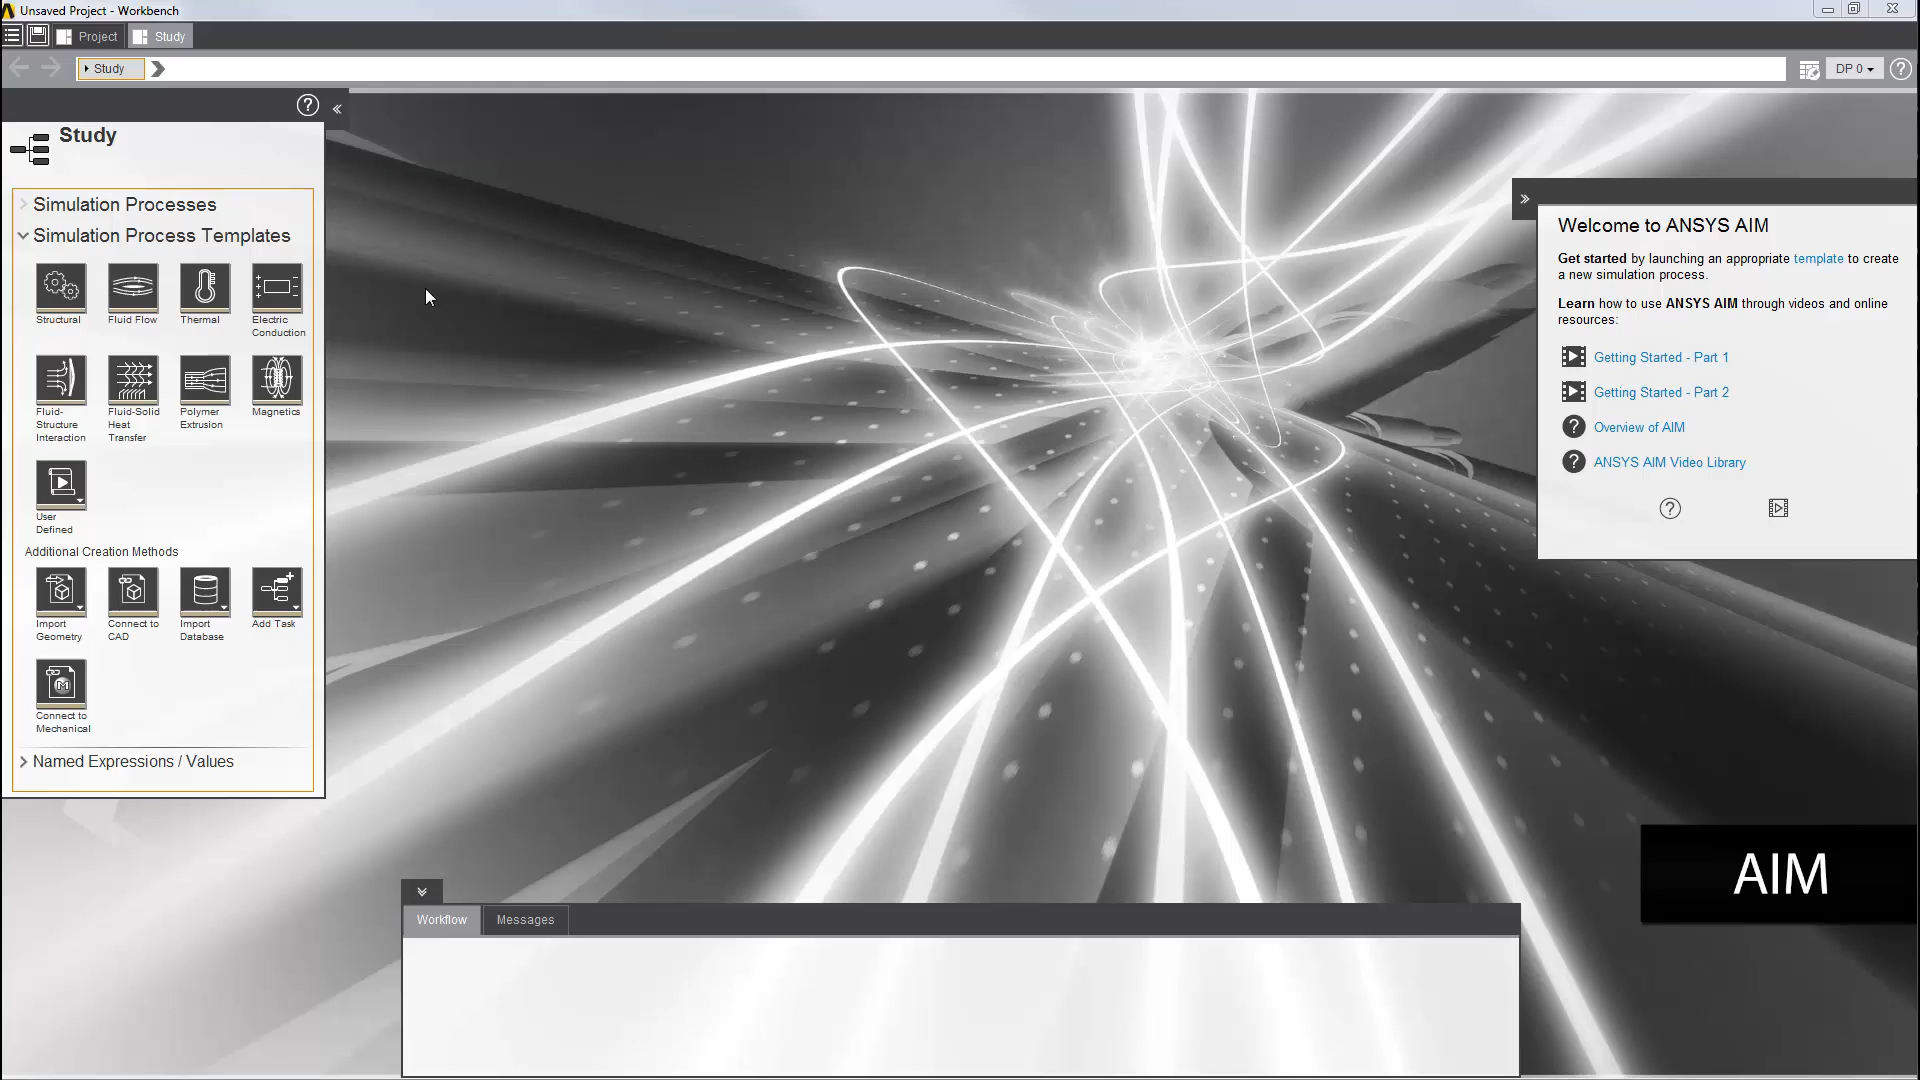 Unsaved Project - Workbench
Project
Study
Study
DP 0
Study
Simulation Processes
Simulation Process Templates
Structural
Fluid Flow
Thermal
Electric
Conduction
Fluid-
Structure
Interaction
Fluid-Solid
Heat
Transfer
Polymer
Extrusion
Magnetics
User
Defined
Additional Creation Methods
Import
Geometry
Connect to
CAD
Import
Database
Add Task
Connect to
Mechanical
Named Expressions / Values
Welcome to ANSYS AIM
Get started by launching an appropriate template to create
a new simulation process.
Learn how to use ANSYS AIM through videos and online
resources:
Getting Started - Part 1
Getting Started - Part 2
Overview of AIM
ANSYS AIM Video Library
AIM
Workflow
Messages